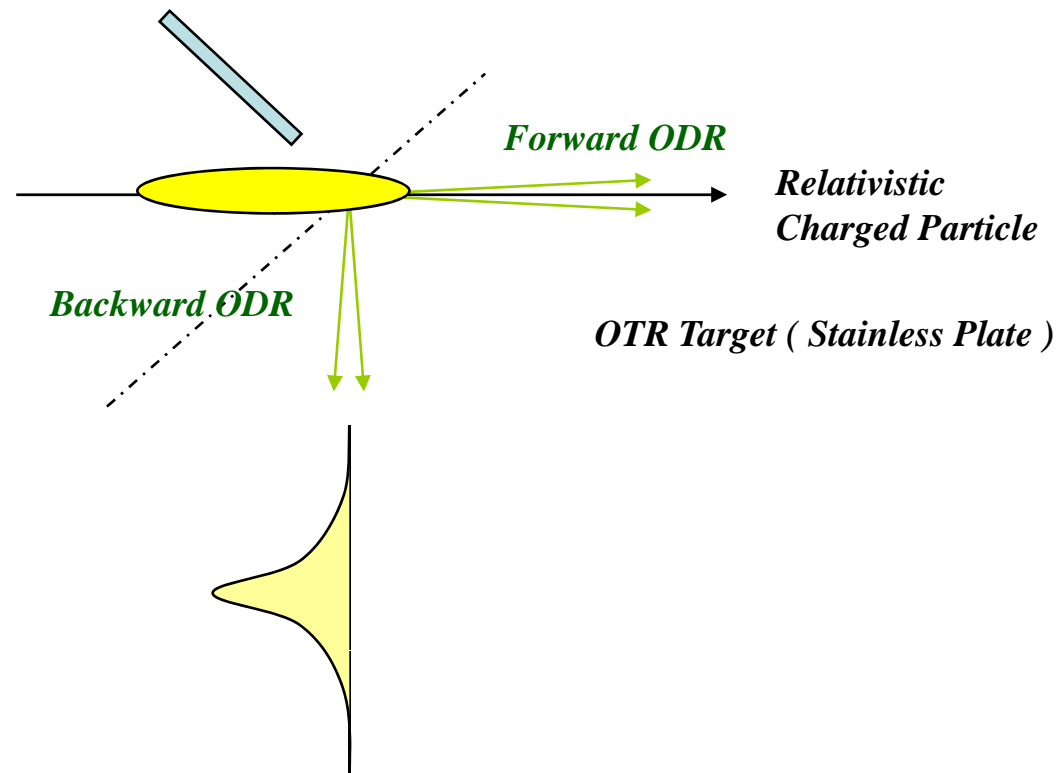 Forward ODR
Relativistic
Charged Particle
Backward ODR
OTR Target ( Stainless Plate )